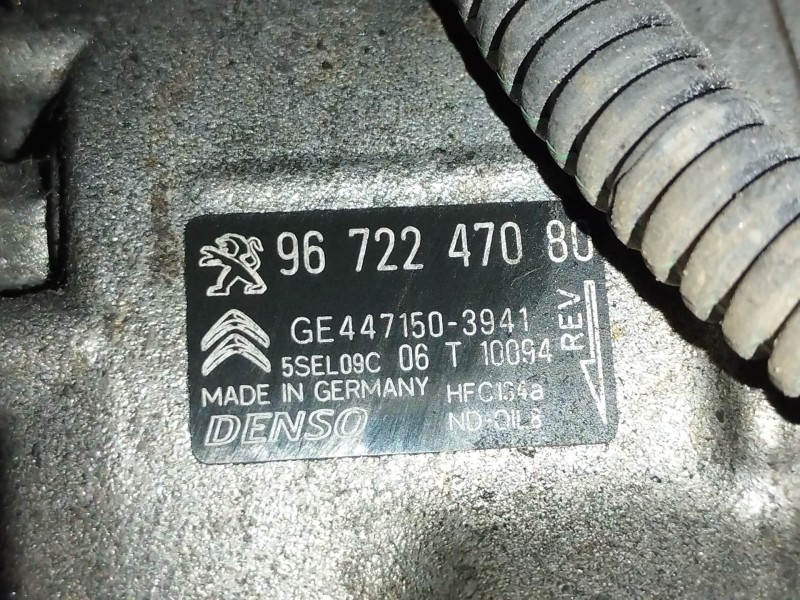 96 722 470 80
GE447150-3941
5SEL09C 06 T 10094
MADE IN GERMANY HFC134a
DENSO ND-OIL8
REV